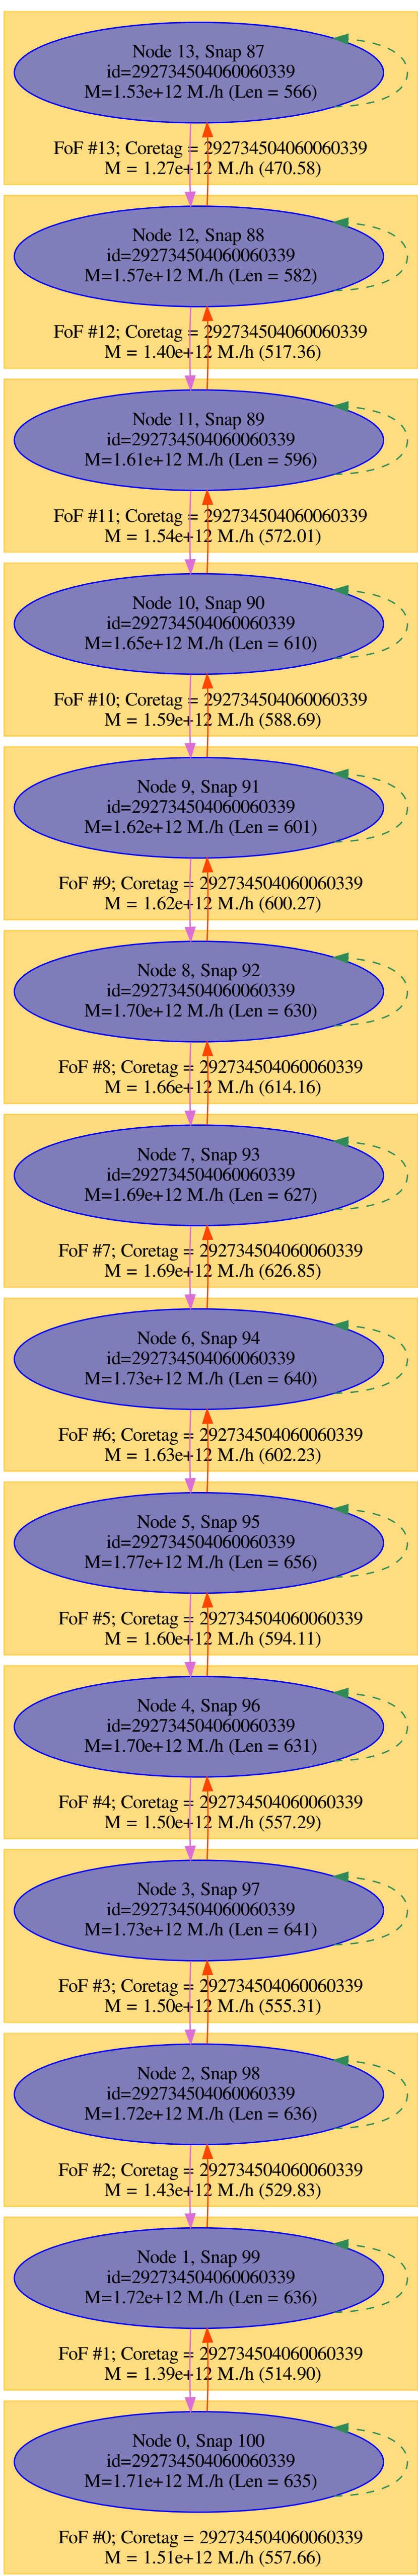 Node 13, Snap 87
id=292734504060060339
M=1.53e+12 M./h (Len = 566)
FoF #13; Coretag = 292734504060060339
M = 1.27e+12 M./h (470.58)
Node 12, Snap 88
id=292734504060060339
M=1.57e+12 M./h (Len = 582)
FoF #12; Coretag = 292734504060060339
M = 1.40e+12 M./h (517.36)
Node 11, Snap 89
id=292734504060060339
M=1.61e+12 M./h (Len = 596)
FoF #11; Coretag = 292734504060060339
M = 1.54e+12 M./h (572.01)
Node 10, Snap 90
id=292734504060060339
M=1.65e+12 M./h (Len = 610)
FoF #10; Coretag = 292734504060060339
M = 1.59e+12 M./h (588.69)
Node 9, Snap 91
id=292734504060060339
M=1.62e+12 M./h (Len = 601)
FoF #9; Coretag = 292734504060060339
M = 1.62e+12 M./h (600.27)
Node 8, Snap 92
id=292734504060060339
M=1.70e+12 M./h (Len = 630)
FoF #8; Coretag = 292734504060060339
M = 1.66e+12 M./h (614.16)
Node 7, Snap 93
id=292734504060060339
M=1.69e+12 M./h (Len = 627)
FoF #7; Coretag = 292734504060060339
M = 1.69e+12 M./h (626.85)
Node 6, Snap 94
id=292734504060060339
M=1.73e+12 M./h (Len = 640)
FoF #6; Coretag = 292734504060060339
M = 1.63e+12 M./h (602.23)
Node 5, Snap 95
id=292734504060060339
M=1.77e+12 M./h (Len = 656)
FoF #5; Coretag = 292734504060060339
M = 1.60e+12 M./h (594.11)
Node 4, Snap 96
id=292734504060060339
M=1.70e+12 M./h (Len = 631)
FoF #4; Coretag = 292734504060060339
M = 1.50e+12 M./h (557.29)
Node 3, Snap 97
id=292734504060060339
M=1.73e+12 M./h (Len = 641)
FoF #3; Coretag = 292734504060060339
M = 1.50e+12 M./h (555.31)
Node 2, Snap 98
id=292734504060060339
M=1.72e+12 M./h (Len = 636)
FoF #2; Coretag = 292734504060060339
M = 1.43e+12 M./h (529.83)
Node 1, Snap 99
id=292734504060060339
M=1.72e+12 M./h (Len = 636)
FoF #1; Coretag = 292734504060060339
M = 1.39e+12 M./h (514.90)
Node 0, Snap 100
id=292734504060060339
M=1.71e+12 M./h (Len = 635)
FoF #0; Coretag = 292734504060060339
M = 1.51e+12 M./h (557.66)